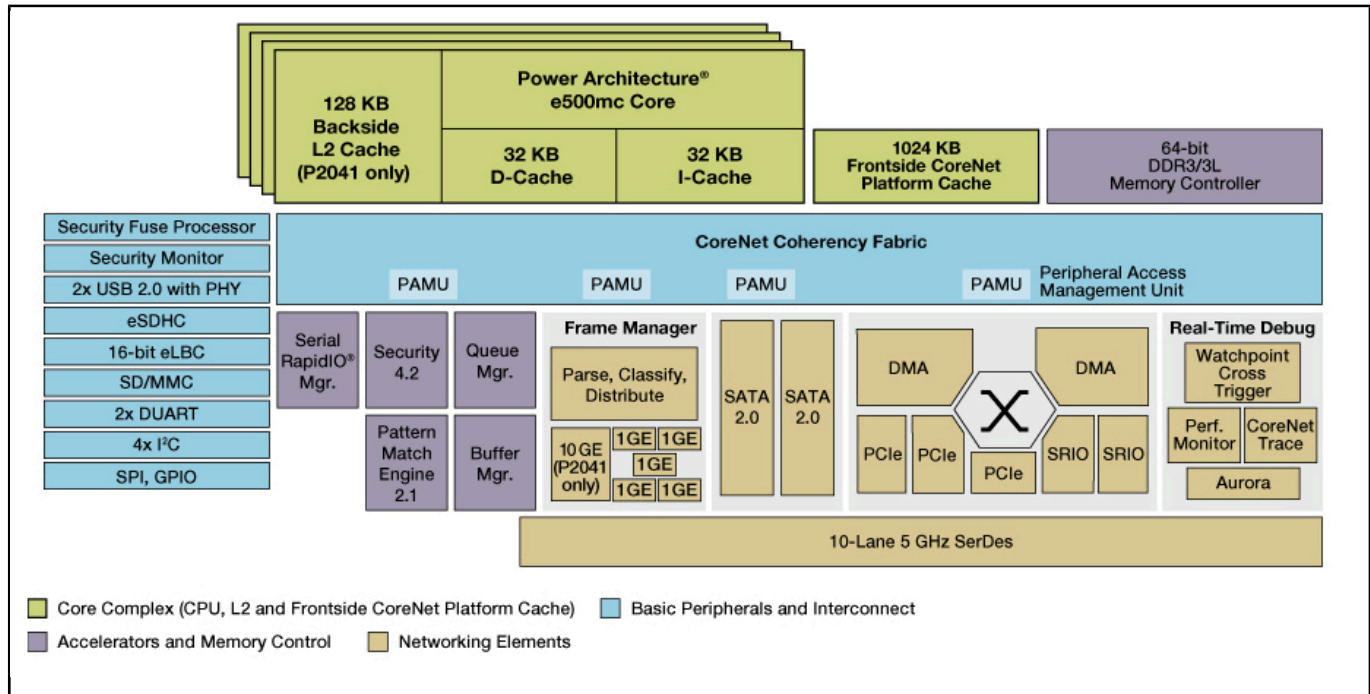 128 KB
Backside
L2 Cache
(P2041 only)
Power Architecture®
e500mc Core
32 KB
D-Cache
32 KB
I-Cache
1024 KB
Frontside CoreNet
Platform Cache
64-bit
DDR3/3L
Memory Controller
Security Fuse Processor
Security Monitor
2x USB 2.0 with PHY
eSDHC
16-bit eLBC
SD/MMC
2x DUART
4x I²C
SPI, GPIO
CoreNet Coherency Fabric
PAMU
PAMU
PAMU
PAMU
Peripheral Access
Management Unit
Serial
RapidIO®
Mgr.
Security
4.2
Queue
Mgr.
Pattern
Match
Engine
2.1
Buffer
Mgr.
Frame Manager
Parse, Classify,
Distribute
10 GE
(P2041
only)
1GE
1GE
1GE
1GE
1GE
SATA
2.0
SATA
2.0
DMA
DMA
PCIe
PCIe
PCIe
SRIO
SRIO
Real-Time Debug
Watchpoint
Cross
Trigger
Perf.
Monitor
CoreNet
Trace
Aurora
10-Lane 5 GHz SerDes
Core Complex (CPU, L2 and Frontside CoreNet Platform Cache)
Basic Peripherals and Interconnect
Accelerators and Memory Control
Networking Elements